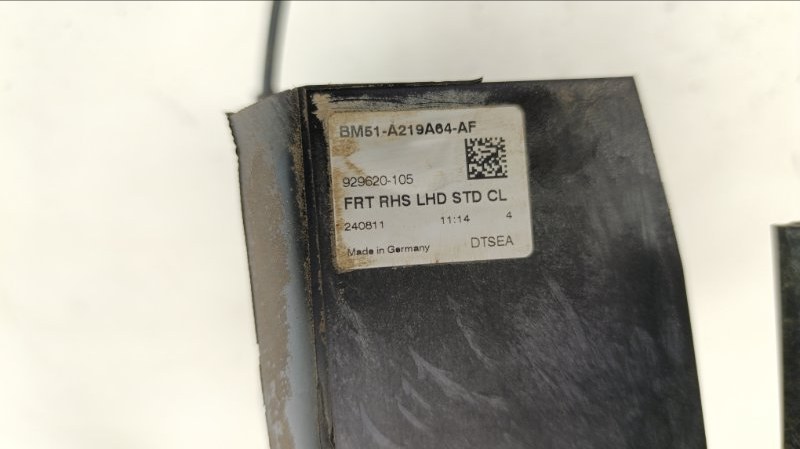 BM51-A219A64-AF
929620-105
FRT RHS LHD STD CL
240811 11:14 4
Made in Germany DTSEA